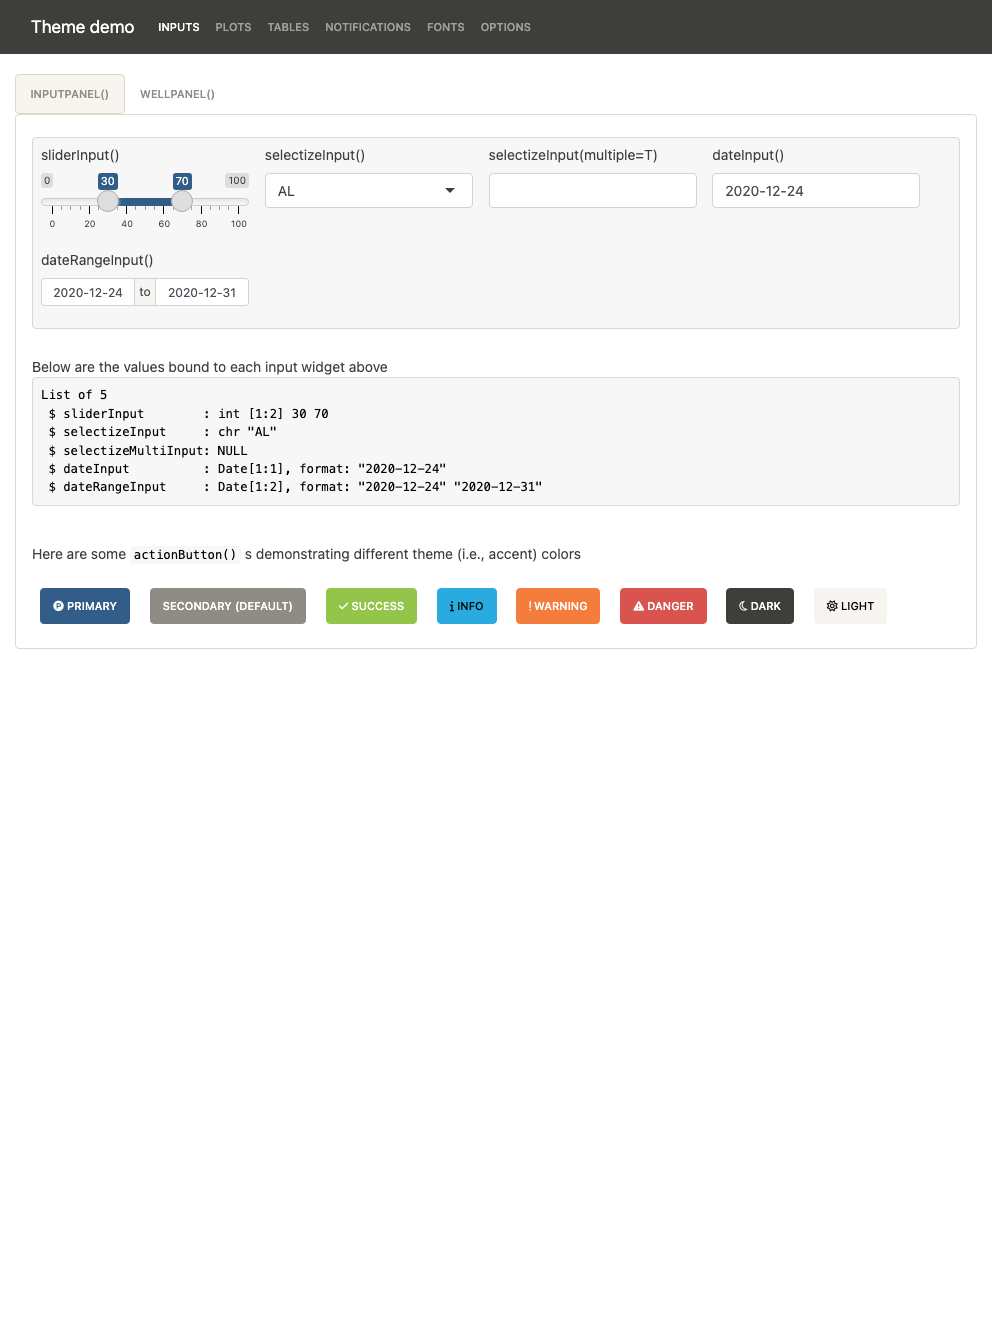 Theme demo INPUTS PLOTS TABLES NOTIFICATIONS FONTS OPTIONS
INPUTPANEL() WELLPANEL()
sliderInput() selectizeInput() selectizeInput(multiple=T) dateInput()
0 30 70 100
AL 2020-12-24
0 20 40 60 80 100
dateRangeInput()
2020-12-24 to 2020-12-31
Below are the values bound to each input widget above
List of 5
 $ sliderInput        : int [1:2] 30 70
 $ selectizeInput     : chr "AL"
 $ selectizeMultiInput: NULL
 $ dateInput          : Date[1:1], format: "2020-12-24"
 $ dateRangeInput     : Date[1:2], format: "2020-12-24" "2020-12-31"
Here are some actionButton() s demonstrating different theme (i.e., accent) colors
PRIMARY SECONDARY (DEFAULT) SUCCESS INFO WARNING DANGER DARK LIGHT